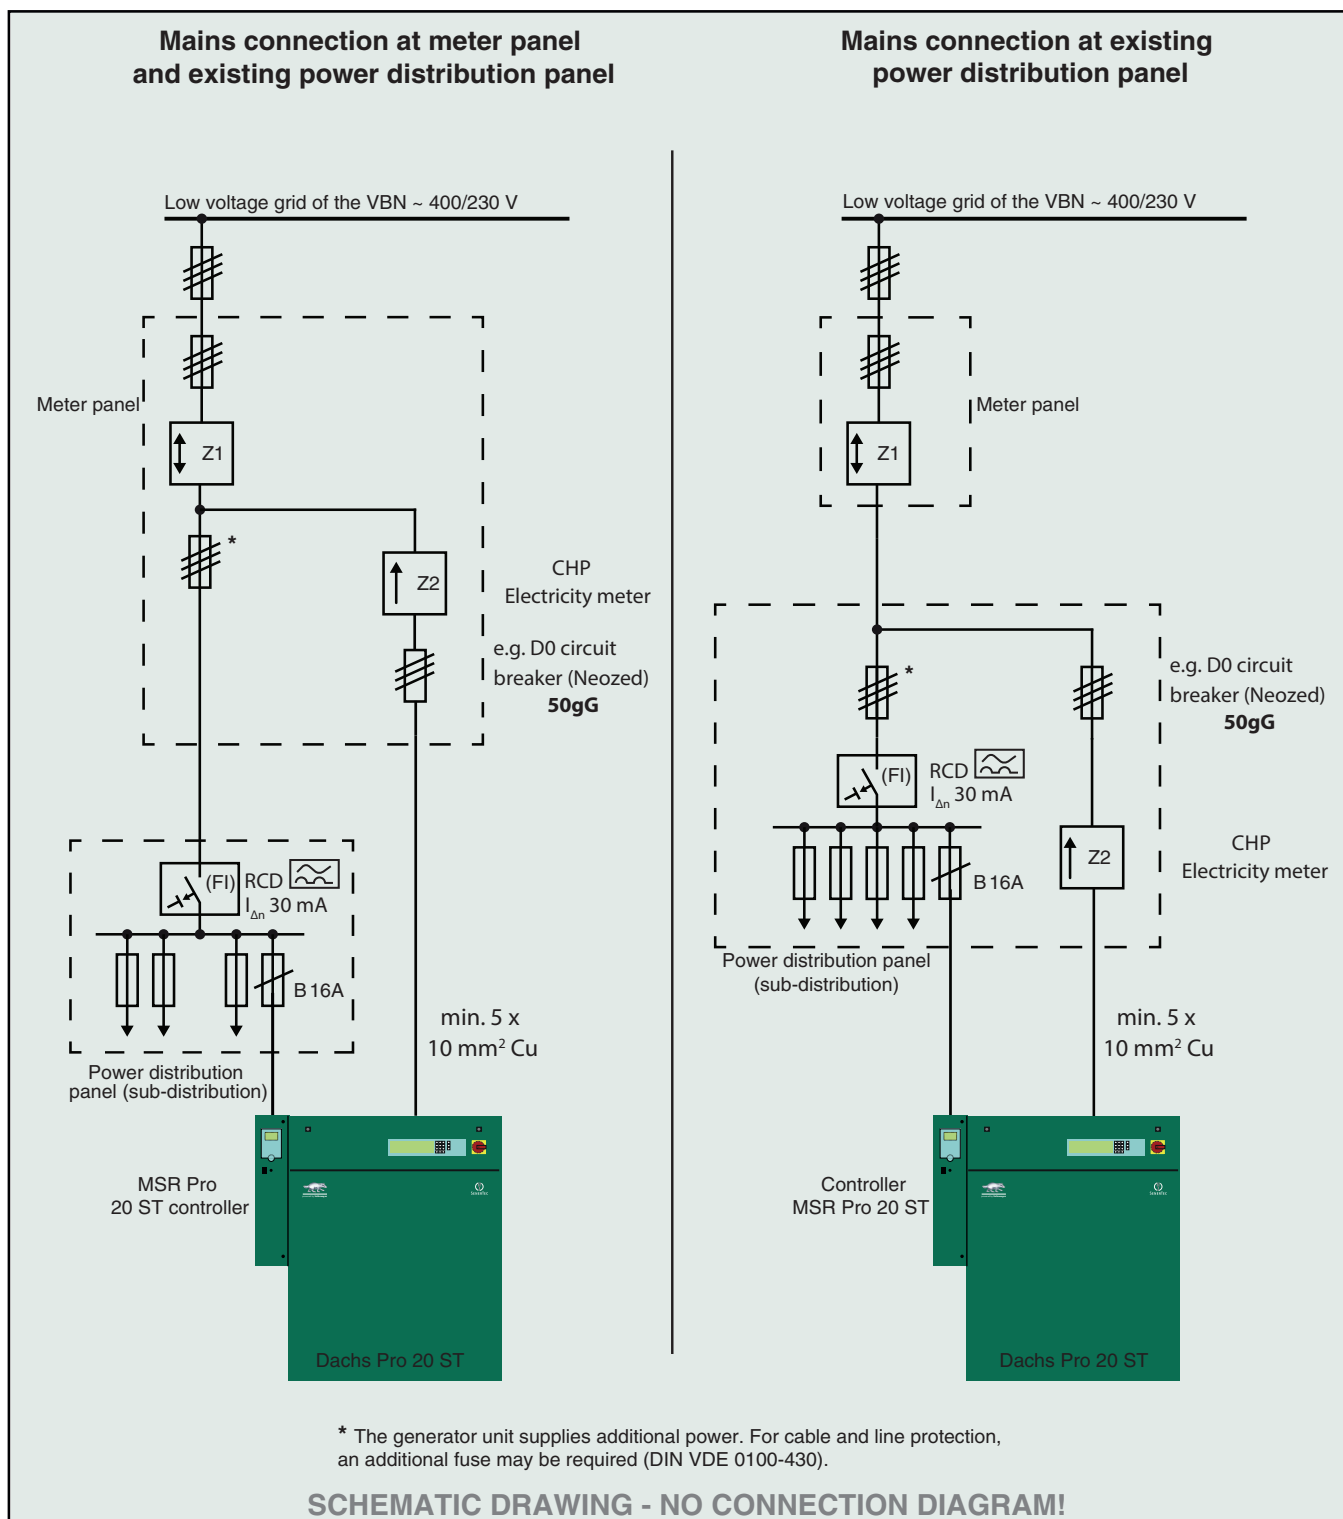 Mains connection at meter panel
and existing power distribution panel
Low voltage grid of the VBN ~ 400/230 V
Meter panel
Z1
*
Z2
CHP
Electricity meter
e.g. D0 circuit
breaker (Neozed)
50gG
(FI)
RCD
IΔn 30 mA
B 16A
Power distribution
panel (sub-distribution)
min. 5 x
10 mm² Cu
MSR Pro
20 ST controller
SENERTEC
Dachs Pro 20 ST
Mains connection at existing
power distribution panel
Low voltage grid of the VBN ~ 400/230 V
Z1
Meter panel
*
e.g. D0 circuit
breaker (Neozed)
50gG
(FI)
RCD
IΔn 30 mA
B 16A
Z2
CHP
Electricity meter
Power distribution panel
(sub-distribution)
min. 5 x
10 mm² Cu
Controller
MSR Pro 20 ST
SENERTEC
Dachs Pro 20 ST
* The generator unit supplies additional power. For cable and line protection,
an additional fuse may be required (DIN VDE 0100-430).
SCHEMATIC DRAWING - NO CONNECTION DIAGRAM!